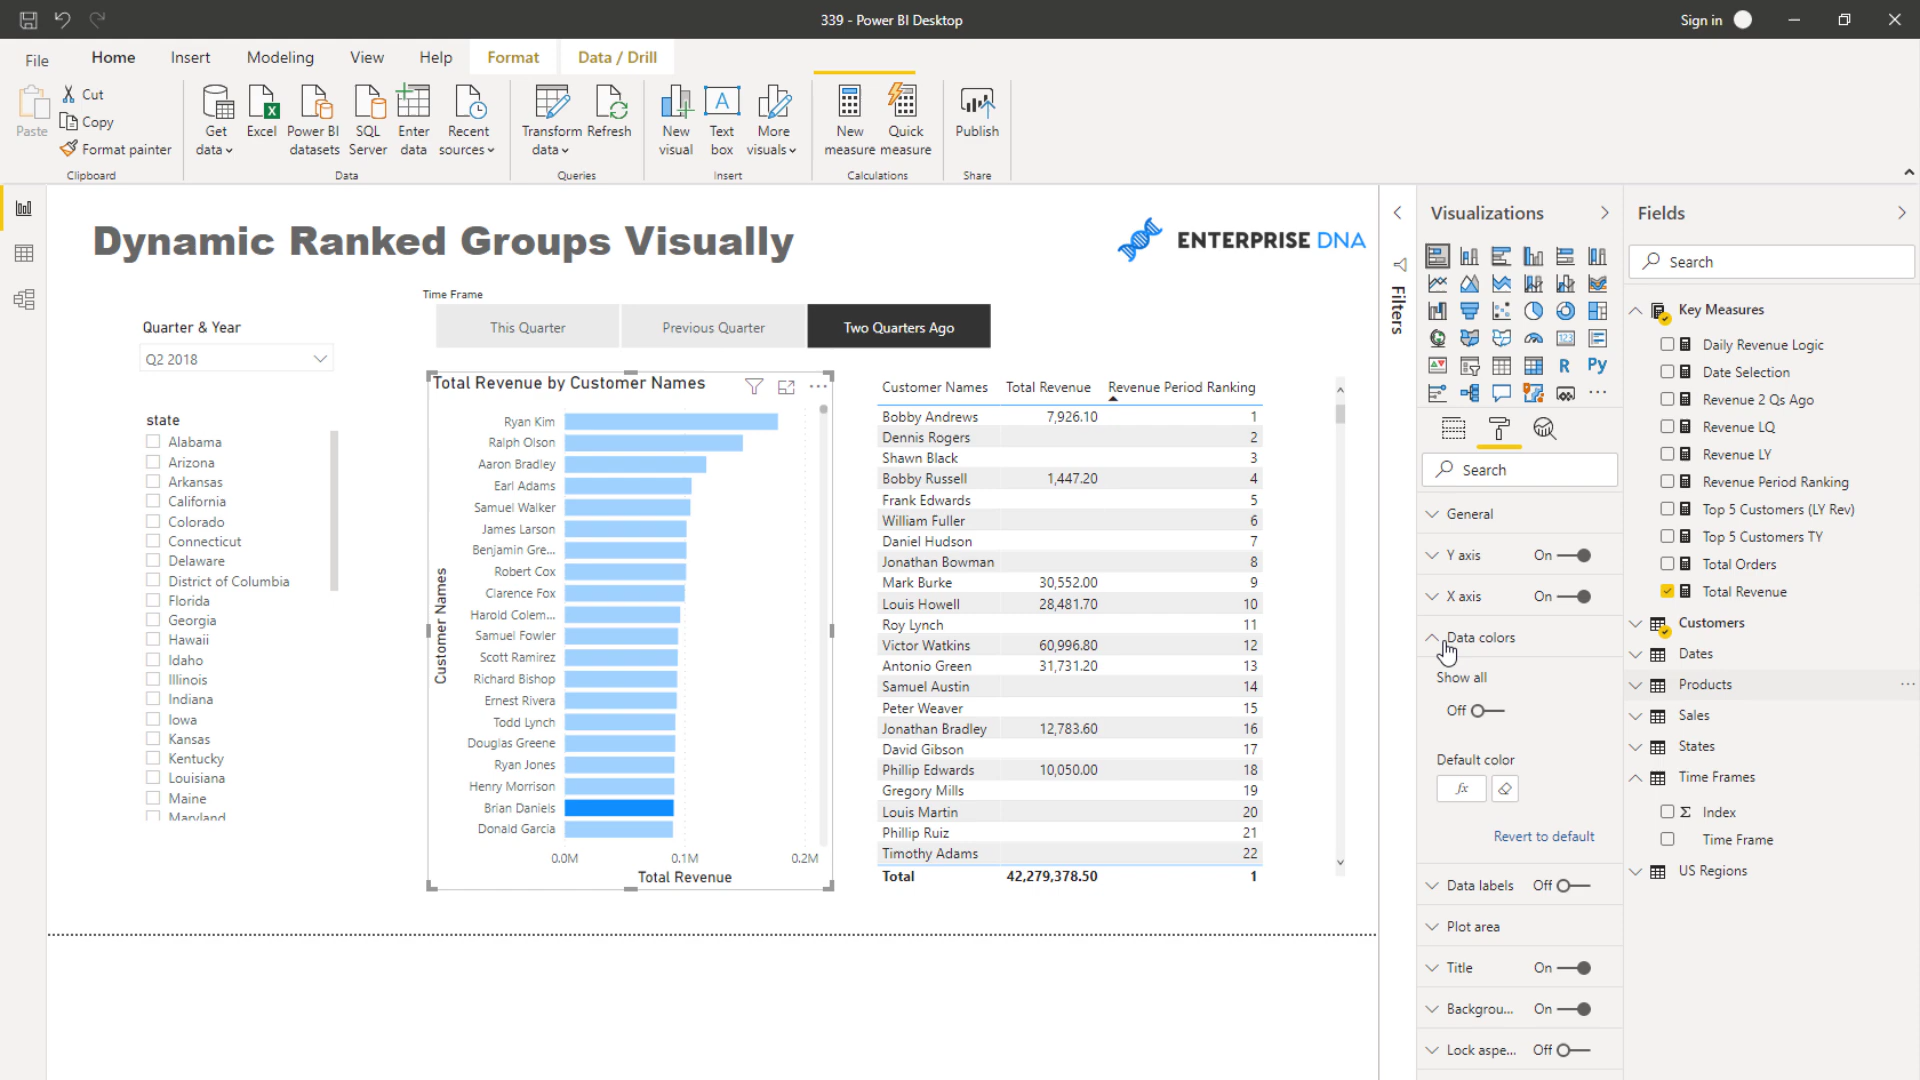 339 - Power BI Desktop
Sign in
File
Home
Insert
Modeling
View
Help
Format
Data / Drill
Paste
Cut
Copy
Format painter
Clipboard
Get data
Excel
Power BI datasets
SQL Server
Enter data
Recent sources
Data
Transform data
Refresh
Queries
New visual
Text box
More visuals
Insert
New measure
Quick measure
Calculations
Publish
Share
Dynamic Ranked Groups Visually
ENTERPRISE DNA
Quarter & Year
Q2 2018
state
Alabama
Arizona
Arkansas
California
Colorado
Connecticut
Delaware
District of Columbia
Florida
Georgia
Hawaii
Idaho
Illinois
Indiana
Iowa
Kansas
Kentucky
Louisiana
Maine
Maryland
Time Frame
This Quarter
Previous Quarter
Two Quarters Ago
Total Revenue by Customer Names
Customer Names
Ryan Kim
Ralph Olson
Aaron Bradley
Earl Adams
Samuel Walker
James Larson
Benjamin Gre...
Robert Cox
Clarence Fox
Harold Colem...
Samuel Fowler
Scott Ramirez
Richard Bishop
Ernest Rivera
Todd Lynch
Douglas Greene
Ryan Jones
Henry Morrison
Brian Daniels
Donald Garcia
0.0M 0.1M 0.2M
Total Revenue
Customer Names Total Revenue Revenue Period Ranking
Bobby Andrews 7,926.10 1
Dennis Rogers 2
Shawn Black 3
Bobby Russell 1,447.20 4
Frank Edwards 5
William Fuller 6
Daniel Hudson 7
Jonathan Bowman 8
Mark Burke 30,552.00 9
Louis Howell 28,481.70 10
Roy Lynch 11
Victor Watkins 60,996.80 12
Antonio Green 31,731.20 13
Samuel Austin 14
Peter Weaver 15
Jonathan Bradley 12,783.60 16
David Gibson 17
Phillip Edwards 10,050.00 18
Gregory Mills 19
Louis Martin 20
Phillip Ruiz 21
Timothy Adams 22
Total 42,279,378.50 1
Filters
Visualizations
R
Py
Search
General
Y axis On
X axis On
Data colors
Show all
Off
Default color
fx
Revert to default
Data labels Off
Plot area
Title On
Backgrou... On
Lock aspe... Off
Fields
Search
Key Measures
Daily Revenue Logic
Date Selection
Revenue 2 Qs Ago
Revenue LQ
Revenue LY
Revenue Period Ranking
Top 5 Customers (LY Rev)
Top 5 Customers TY
Total Orders
Total Revenue
Customers
Dates
Products
Sales
States
Time Frames
Σ Index
Time Frame
US Regions